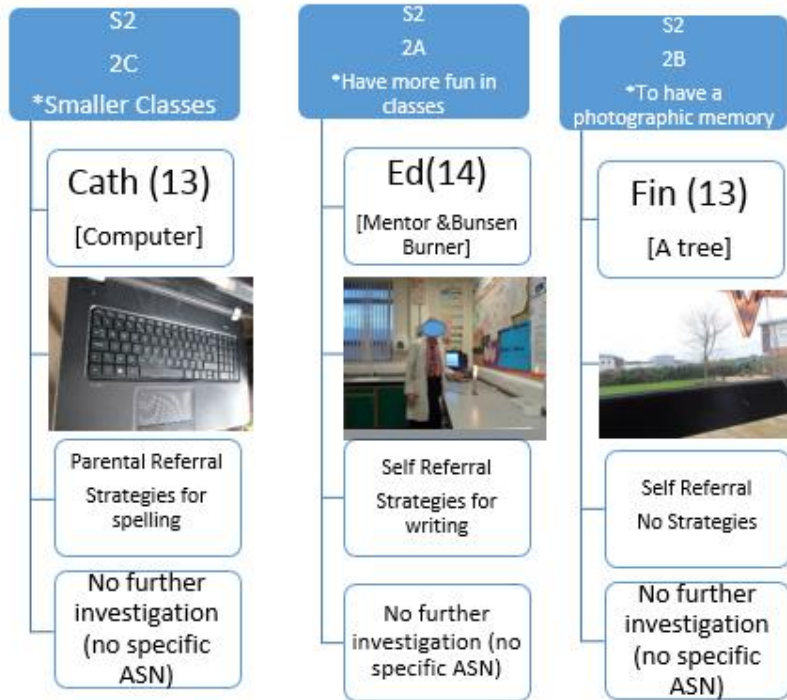 S2
2C
*Smaller Classes
Cath (13)
[Computer]
Parental Referral
Strategies for
spelling
No further
investigation
(no specific
ASN)
S2
2A
*Have more fun in
classes
Ed(14)
[Mentor &Bunsen
Burner]
Self Referral
Strategies for
writing
No further
investigation (no
specific ASN)
S2
2B
*To have a
photographic memory
Fin (13)
[A tree]
Self Referral
No Strategies
No further
investigation
(no specific
ASN)